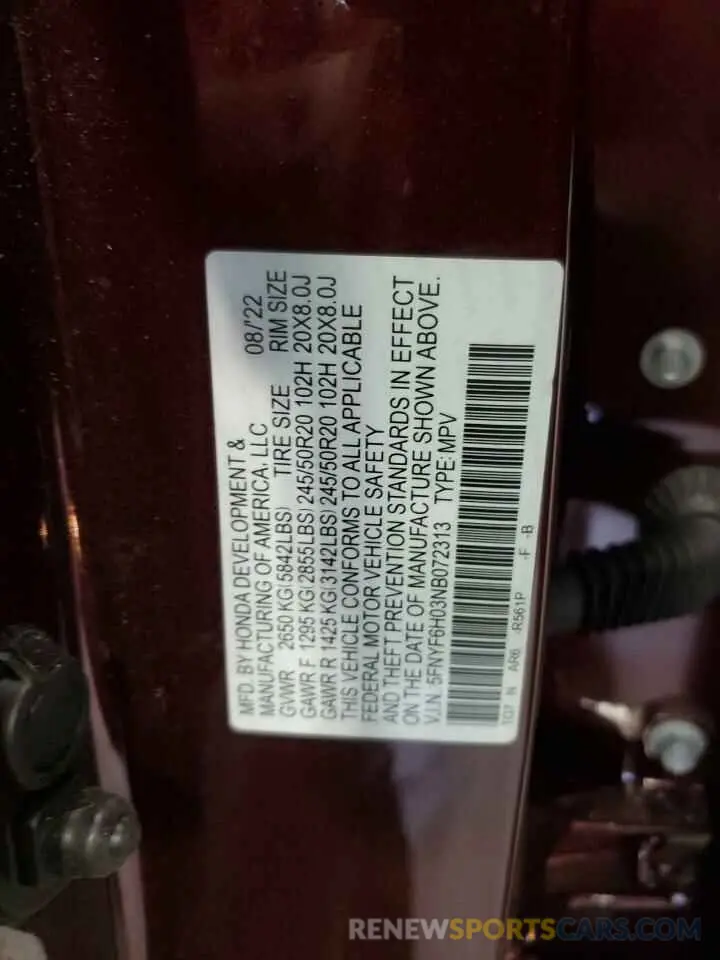 MFD. BY HONDA DEVELOPMENT &
MANUFACTURING OF AMERICA, LLC 08/'22
GVWR 2650 KG(5842LBS) TIRE SIZE RIM SIZE
GAWR F 1295 KG(2855LBS) 245/50R20 102H 20X8.0J
GAWR R 1425 KG(3142LBS) 245/50R20 102H 20X8.0J
THIS VEHICLE CONFORMS TO ALL APPLICABLE
FEDERAL MOTOR VEHICLE SAFETY
AND THEFT PREVENTION STANDARDS IN EFFECT
ON THE DATE OF MANUFACTURE SHOWN ABOVE.
V.I.N. 5FNYF6H03NB072313 TYPE: MPV
TG7 N AR6 R561P -F -B
RENEWSPORTSCARS.COM